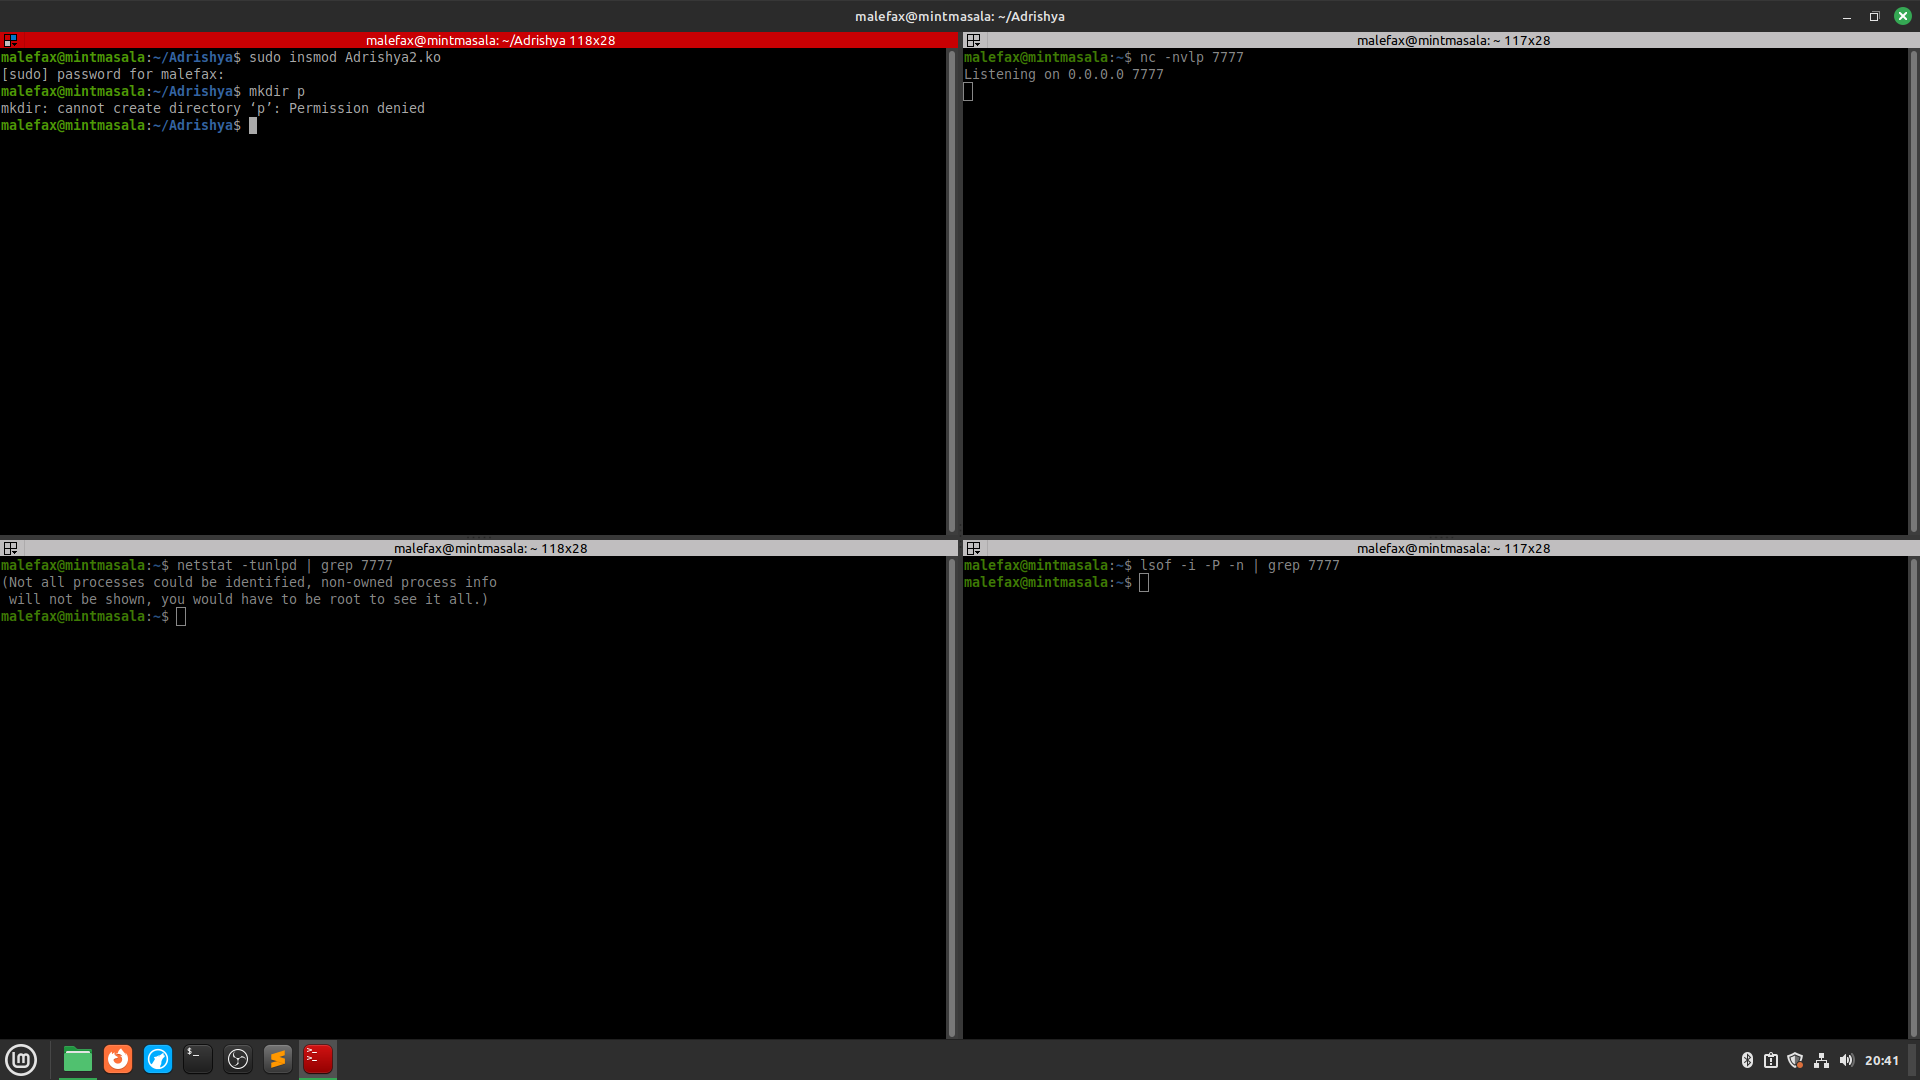 malefax@mintmasala: ~/Adrishya
malefax@mintmasala: ~/Adrishya 118x28
malefax@mintmasala:~/Adrishya$ sudo insmod Adrishya2.ko
[sudo] password for malefax:
malefax@mintmasala:~/Adrishya$ mkdir p
mkdir: cannot create directory ‘p’: Permission denied
malefax@mintmasala:~/Adrishya$
malefax@mintmasala: ~ 117x28
malefax@mintmasala:~$ nc -nvlp 7777
Listening on 0.0.0.0 7777
malefax@mintmasala: ~ 118x28
malefax@mintmasala:~$ netstat -tunlpd | grep 7777
(Not all processes could be identified, non-owned process info
 will not be shown, you would have to be root to see it all.)
malefax@mintmasala:~$
malefax@mintmasala: ~ 117x28
malefax@mintmasala:~$ lsof -i -P -n | grep 7777
malefax@mintmasala:~$
20:41